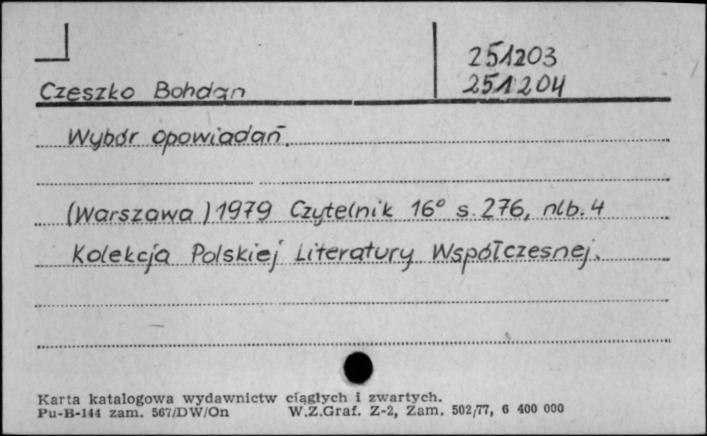 251203
251204
Czeszko Bohdan
Wybór opowiadań.
(Warszawa) 1979 Czytelnik 16° s. 276, nlb. 4
Kolekcja Polskiej Literatury Współczesnej.
Karta katalogowa wydawnictw ciągłych i zwartych.
Pu-B-144 zam. 567/DW/On W.Z.Graf. Z-2, Zam. 502/77, 6 400 000